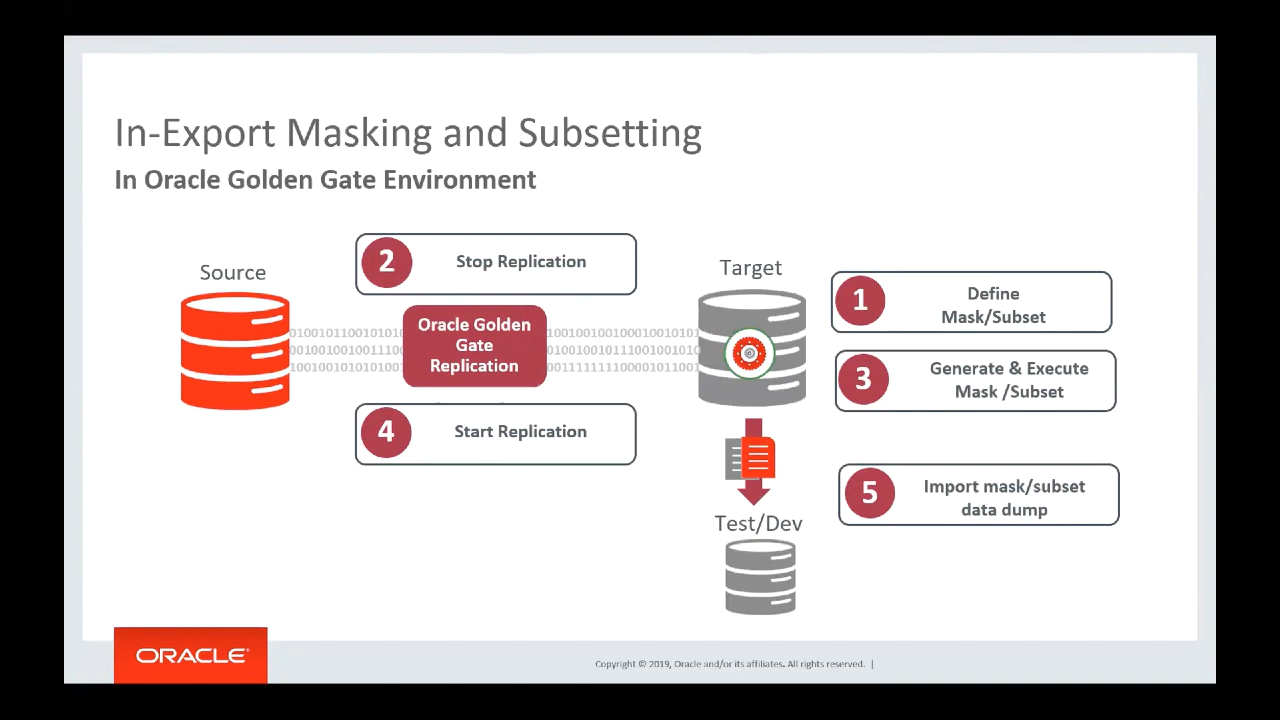 In-Export Masking and Subsetting
In Oracle Golden Gate Environment
Source
2
Stop Replication
Oracle Golden
Gate
Replication
4
Start Replication
Target
1
Define
Mask/Subset
3
Generate & Execute
Mask /Subset
5
Import mask/subset
data dump
Test/Dev
ORACLE®
Copyright © 2019, Oracle and/or its affiliates. All rights reserved. |